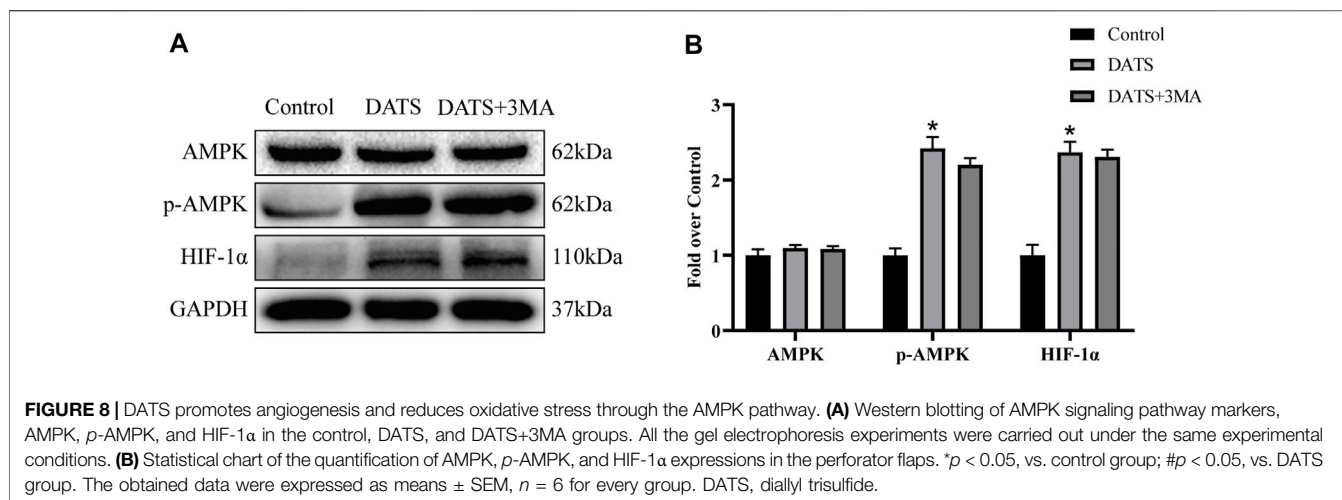 A
Control DATS DATS+3MA
AMPK 62kDa
p-AMPK 62kDa
HIF-1α 110kDa
GAPDH 37kDa
B
Control
DATS
DATS+3MA
Fold over Control
3
2
1
0
* *
AMPK p-AMPK HIF-1α
FIGURE 8 | DATS promotes angiogenesis and reduces oxidative stress through the AMPK pathway. (A) Western blotting of AMPK signaling pathway markers,
AMPK, p-AMPK, and HIF-1α in the control, DATS, and DATS+3MA groups. All the gel electrophoresis experiments were carried out under the same experimental
conditions. (B) Statistical chart of the quantification of AMPK, p-AMPK, and HIF-1α expressions in the perforator flaps. *p < 0.05, vs. control group; #p < 0.05, vs. DATS
group. The obtained data were expressed as means ± SEM, n = 6 for every group. DATS, diallyl trisulfide.